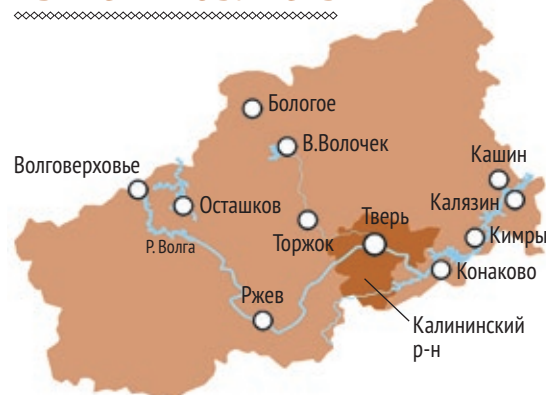 Бологое
В.Волочек
Волговерховье
Кашин
Осташков
Калязин
Тверь
Р. Волга
Торжок
Кимры
Конаково
Ржев
Калининский
р-н